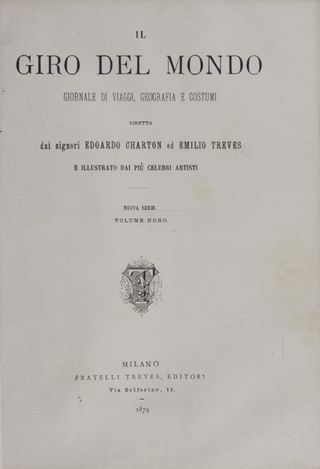 IL
GIRO DEL MONDO
GIORNALE DI VIAGGI, GEOGRAFIA E COSTUMI
DIRETTO
dai signori EDOARDO CHARTON ed EMILIO TREVES
E ILLUSTRATO DAI PIÙ CELEBRI ARTISTI
NUOVA SERIE.
VOLUME NONO.
MILANO
FRATELLI TREVES, EDITORI
Via Solferino, 11.
1879